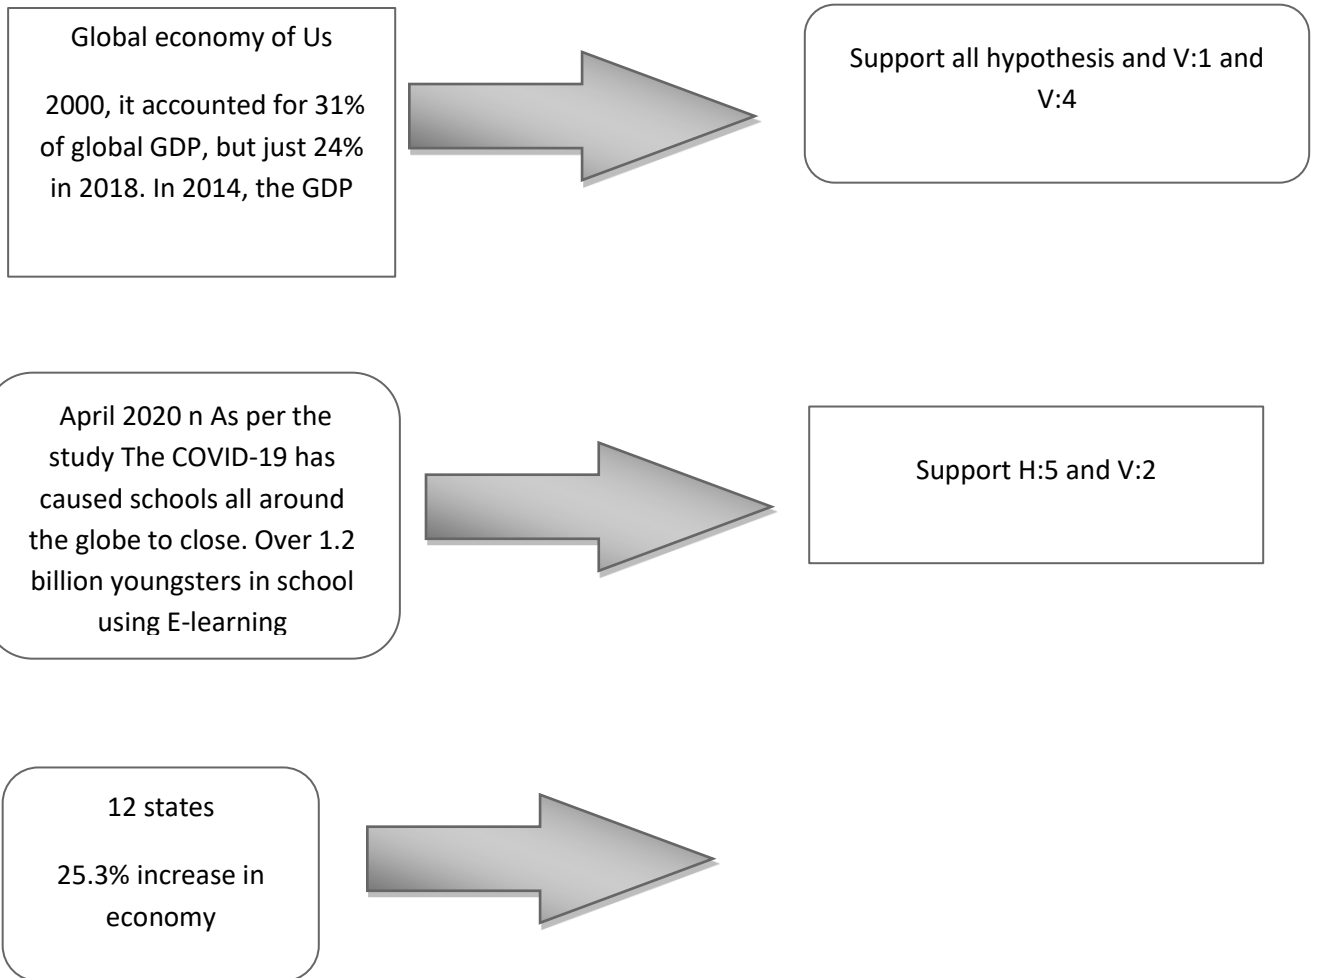 Global economy of Us
2000, it accounted for 31%
of global GDP, but just 24%
in 2018. In 2014, the GDP
Support all hypothesis and V:1 and
V:4
April 2020 n As per the
study The COVID-19 has
caused schools all around
the globe to close. Over 1.2
billion youngsters in school
using E-learning
Support H:5 and V:2
12 states
25.3% increase in
economy